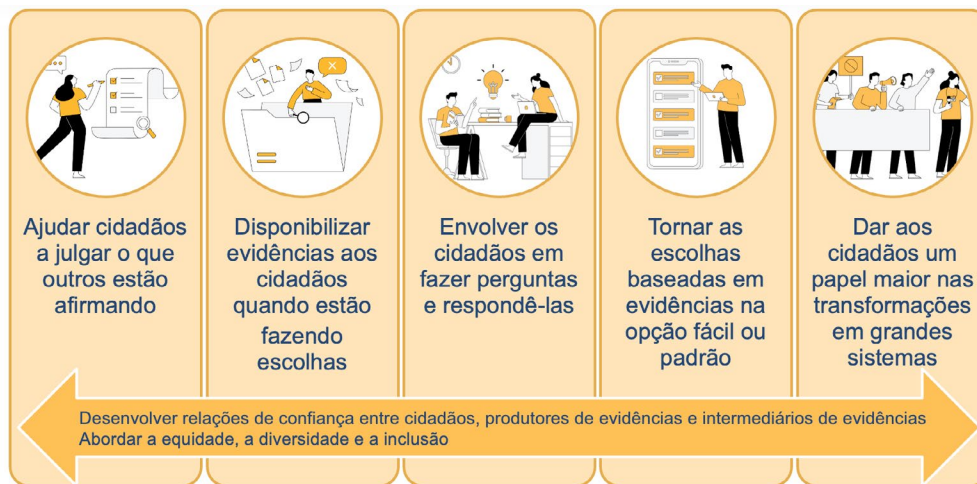 Ajudar cidadãos
a julgar o que
outros estão
afirmando
Disponibilizar
evidências aos
cidadãos
quando estão
fazendo
escolhas
Envolver os
cidadãos em
fazer perguntas
e respondê-las
Tornar as
escolhas
baseadas em
evidências na
opção fácil ou
padrão
Dar aos
cidadãos um
papel maior nas
transformações
em grandes
sistemas
Desenvolver relações de confiança entre cidadãos, produtores de evidências e intermediários de evidências
Abordar a equidade, a diversidade e a inclusão